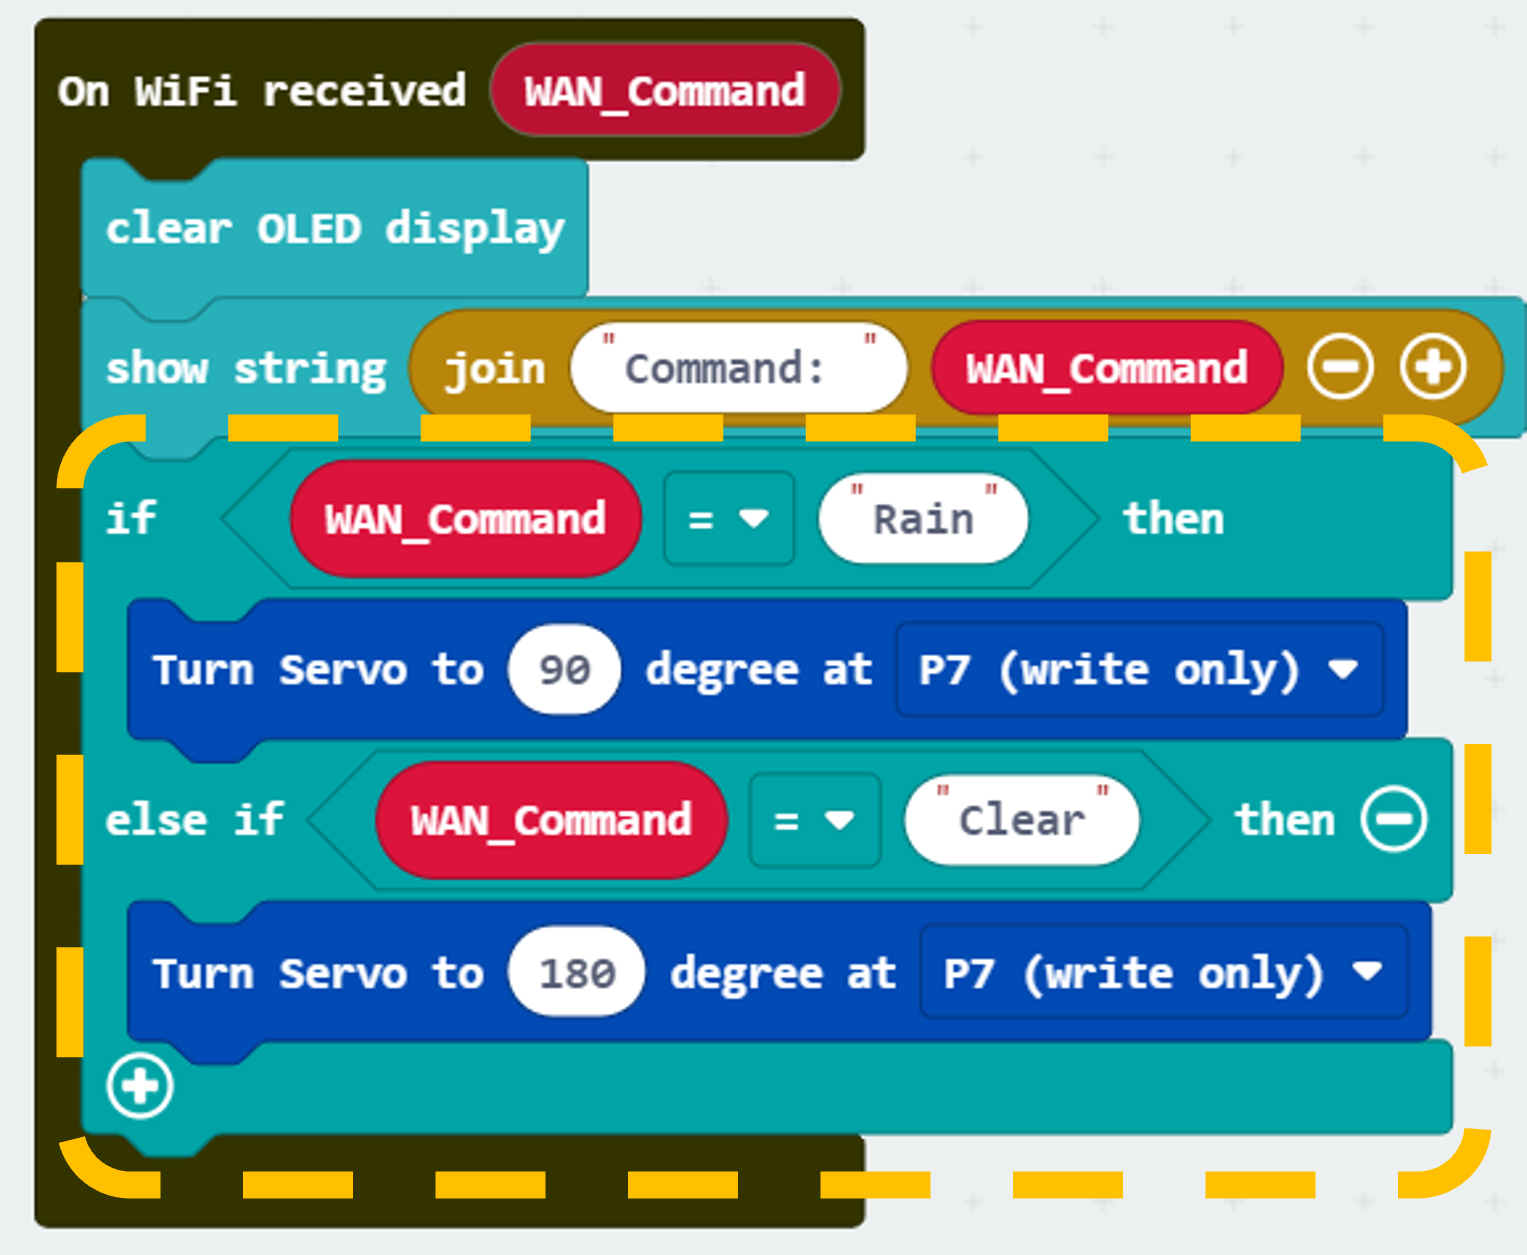 On WiFi received WAN_Command
clear OLED display
show string join "Command: " WAN_Command
if WAN_Command = "Rain" then
Turn Servo to 90 degree at P7 (write only)
else if WAN_Command = "Clear" then
Turn Servo to 180 degree at P7 (write only)